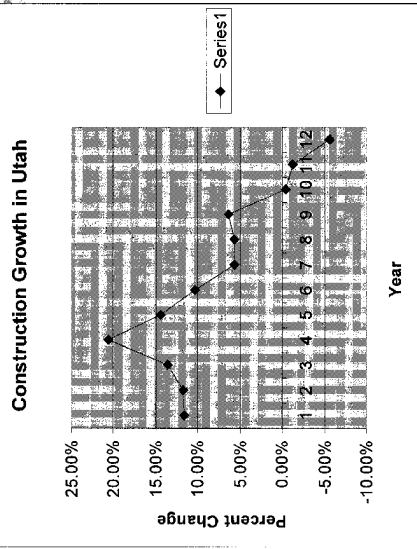 Construction Growth in Utah
25.00%
20.00%
15.00%
10.00%
5.00%
0.00%
-5.00%
-10.00%
Percent Change
1 2 3 4 5 6 7 8 9 10 11 12
Year
Series1